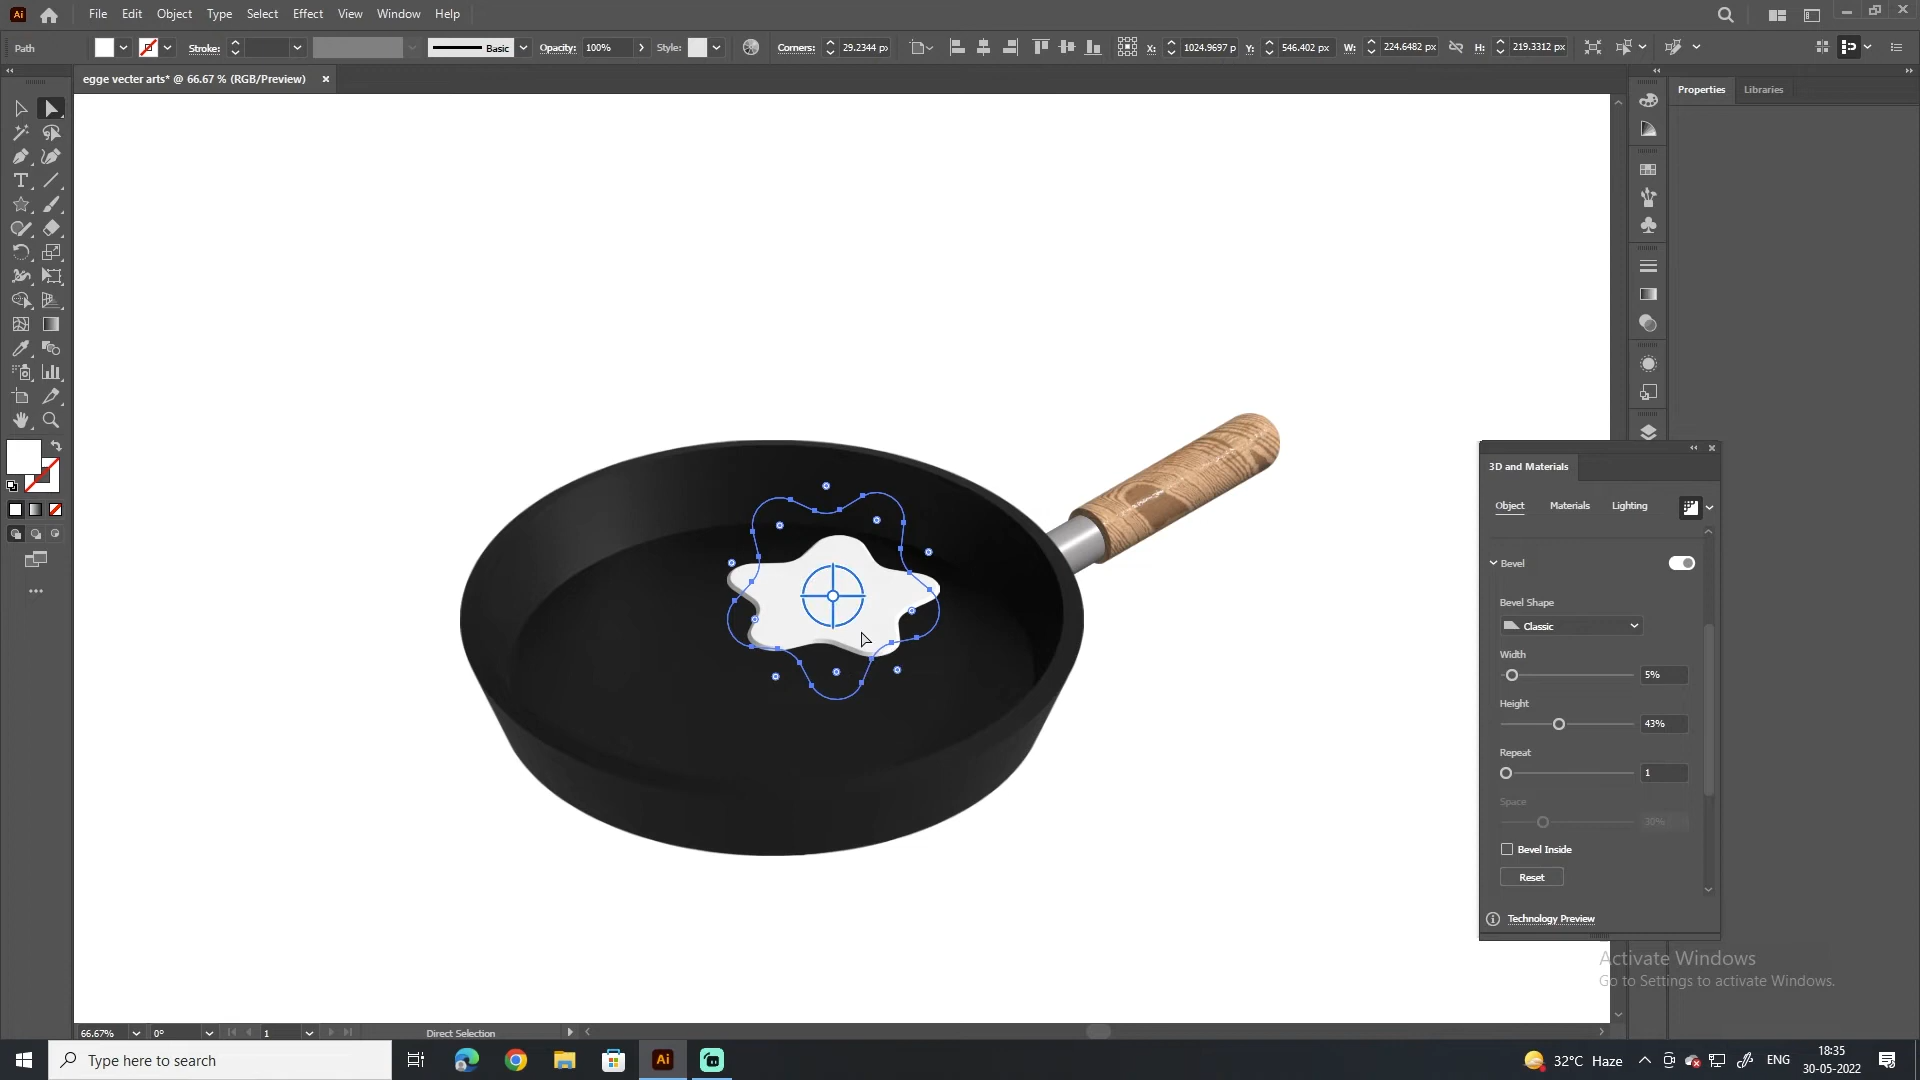 Ai File Edit Object Type Select Effect View Window Help
Path Stroke: Basic Opacity: 100% Style: Corners: 29.2344 p X: 1024.9697 p Y: 546.402 px W: 224.6482 px H: 219.3312 px
egge vecter arts* @ 66.67 % (RGB/Preview)
Properties Libraries
3D and Materials
Object Materials Lighting
Bevel
Bevel Shape
Classic
Width
5%
Height
43%
Repeat
1
Space
30%
Bevel Inside
Reset
Technology Preview
Activate Windows
Go to Settings to activate Windows.
66.67% 0° 1 Direct Selection
Type here to search
Ai
32°C Haze
ENG
18:35
30-05-2022